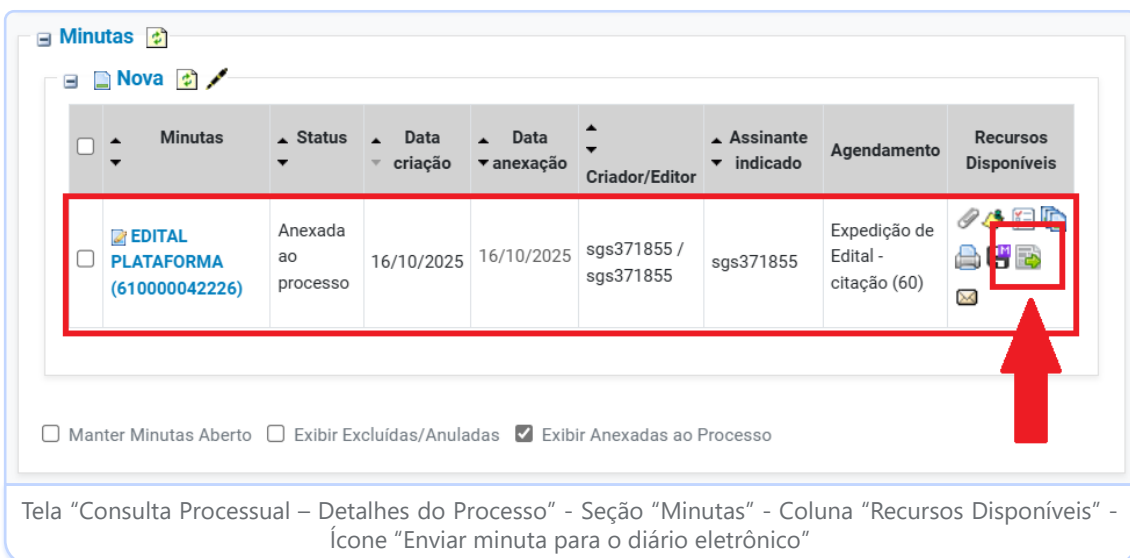 Minutas
Nova
Minutas
Status
Data
criação
Data
anexação
Criador/Editor
Assinante
indicado
Agendamento
Recursos
Disponíveis
EDITAL
PLATAFORMA
(610000042226)
Anexada
ao
processo
16/10/2025
16/10/2025
sgs371855 /
sgs371855
sgs371855
Expedição de
Edital -
citação (60)
Manter Minutas Aberto Exibir Excluídas/Anuladas Exibir Anexadas ao Processo
Tela “Consulta Processual – Detalhes do Processo” - Seção “Minutas” - Coluna “Recursos Disponíveis” -
Ícone “Enviar minuta para o diário eletrônico”